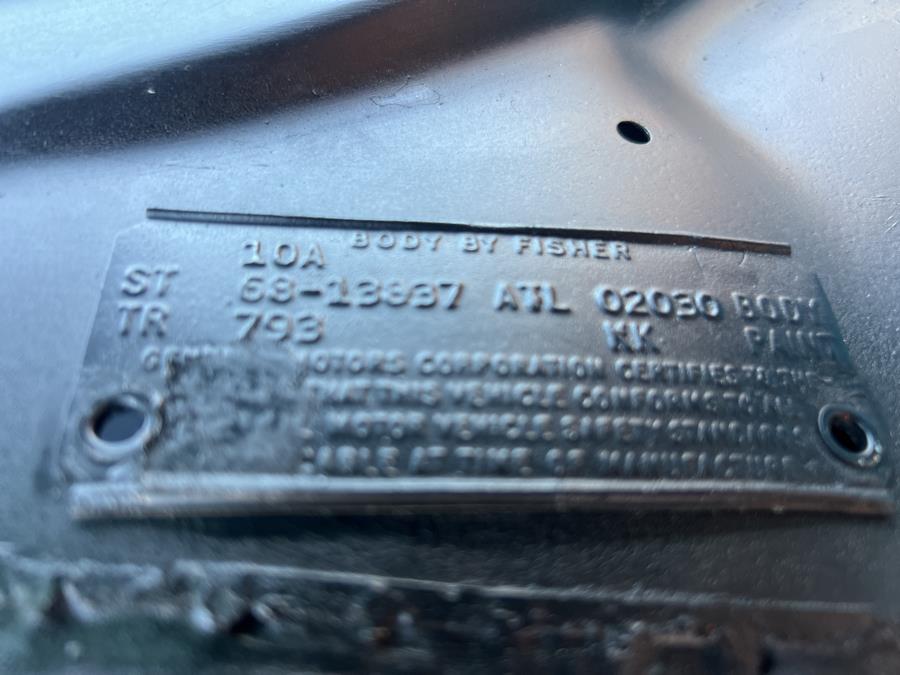 10A BODY BY FISHER
ST 68-13837 ATL 02030 BODY
TR 793 KK PAINT
MOTORS CORPORATION CERTIFIES TO THE
THAT THIS VEHICLE CONFORMS TO ALL
MOTOR VEHICLE SAFETY STANDARDS
AT TIME OF MANUFACTURE